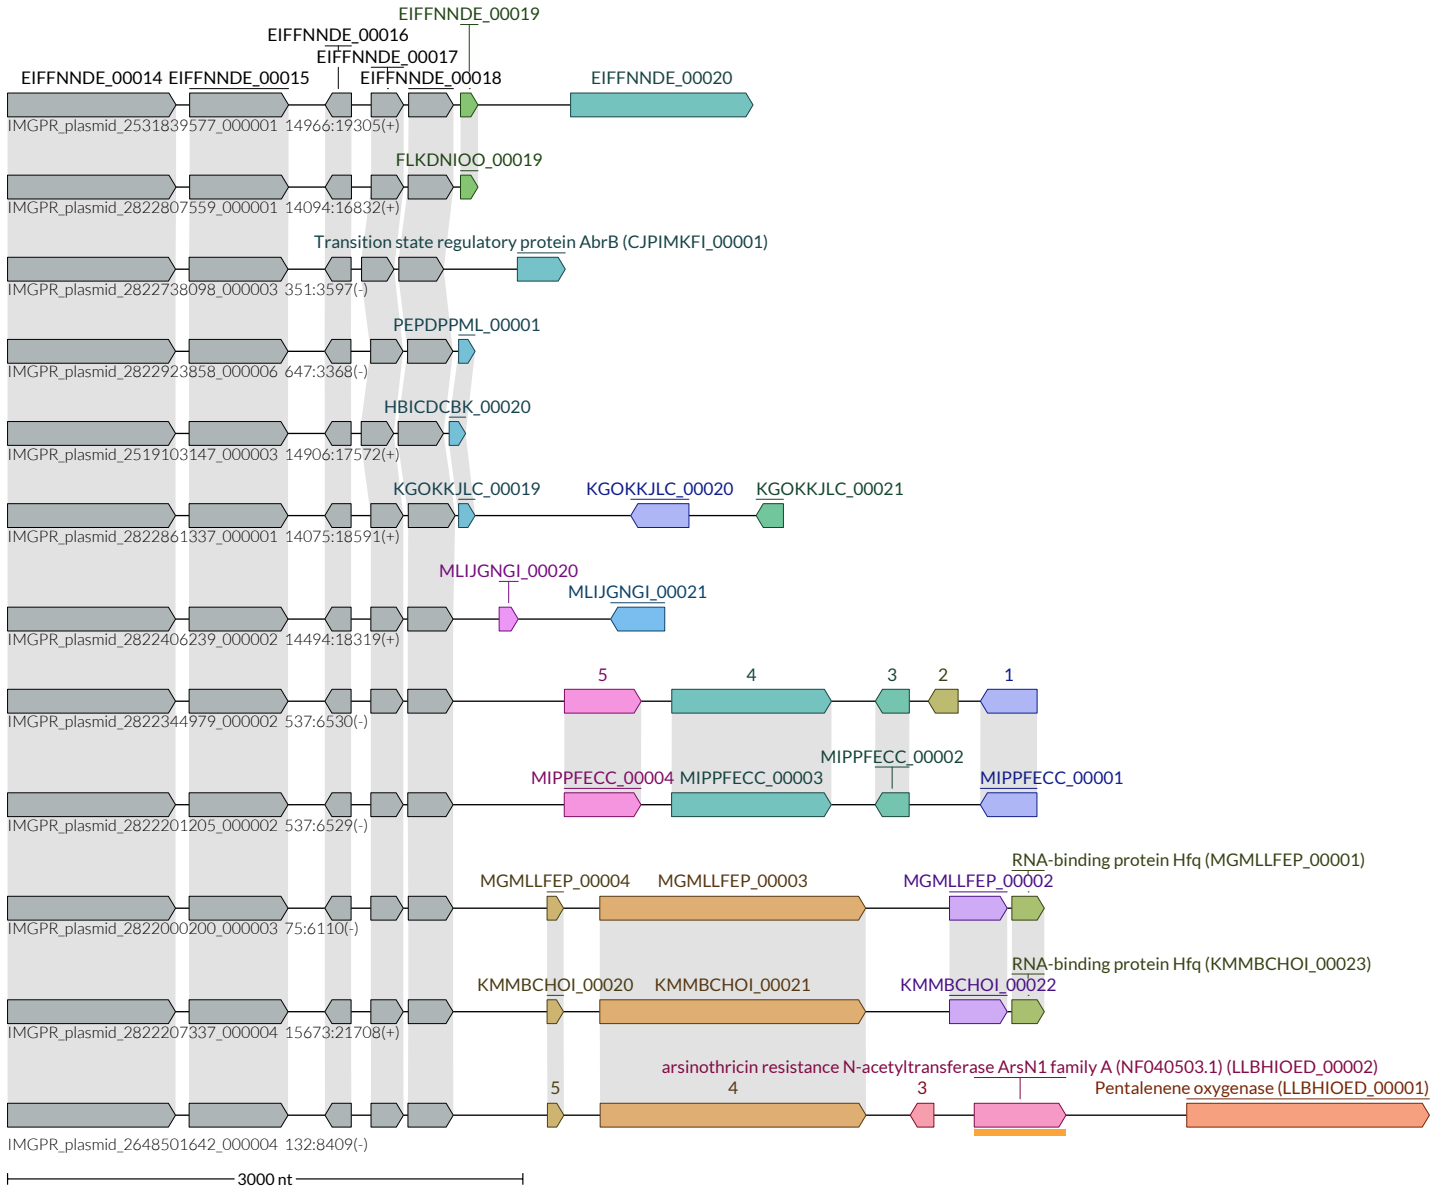 EIFFNNDE_00019
EIFFNNDE_00016
EIFFNNDE_00017
EIFFNNDE_00014 EIFFNNDE_00015 EIFFNNDE_00018 EIFFNNDE_00020
IMGPR_plasmid_2531839577_000001 14966:19305(+)
FLKDNIOO_00019
IMGPR_plasmid_2822807559_000001 14094:16832(+)
Transition state regulatory protein AbrB (CJPIMKFI_00001)
IMGPR_plasmid_2822738098_000003 351:3597(-)
PEPDPPML_00001
IMGPR_plasmid_2822923858_000006 647:3368(-)
HBICDCBK_00020
IMGPR_plasmid_2519103147_000003 14906:17572(+)
KGOKKJLC_00019 KGOKKJLC_00020 KGOKKJLC_00021
IMGPR_plasmid_2822861337_000001 14075:18591(+)
MLIJGNGI_00020
MLIJGNGI_00021
IMGPR_plasmid_2822406239_000002 14494:18319(+)
5 4 3 2 1
IMGPR_plasmid_2822344979_000002 537:6530(-)
MIPPFECC_00002
MIPPFECC_00004 MIPPFECC_00003 MIPPFECC_00001
IMGPR_plasmid_2822201205_000002 537:6529(-)
RNA-binding protein Hfq (MGMLLFEP_00001)
MGMLLFEP_00004 MGMLLFEP_00003 MGMLLFEP_00002
IMGPR_plasmid_2822000200_000003 75:6110(-)
RNA-binding protein Hfq (KMMBCHOI_00023)
KMMBCHOI_00020 KMMBCHOI_00021 KMMBCHOI_00022
IMGPR_plasmid_2822207337_000004 15673:21708(+)
arsinothricin resistance N-acetyltransferase ArsN1 family A (NF040503.1) (LLBHIOED_00002)
5 4 3 Pentalenene oxygenase (LLBHIOED_00001)
IMGPR_plasmid_2648501642_000004 132:8409(-)
3000 nt